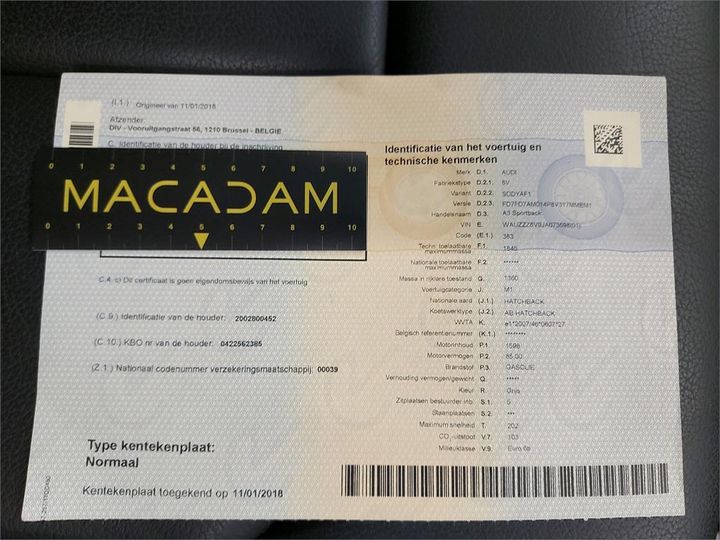 (I.1.) Origineel van 11/01/2018
Afzender:
DIV - Vooruitgangstraat 56, 1210 Brussel - BELGIE
C. Identificatie van de houder bij de inschrijving
0 1 2 3 4 5 6 7 8 9 10
MACADAM
0 1 2 3 4 5 6 7 8 9 10
C.4. c) Dit certificaat is geen eigendomsbewijs van het voertuig
(C.9.) Identificatie van de houder: 2002800452
(C.10.) KBO nr van de houder: 0422562385
(Z.1.) Nationaal codenummer verzekeringsmaatschappij: 00039
Type kentekenplaat:
Normaal
Kentekenplaat toegekend op 11/01/2018
Identificatie van het voertuig en
technische kenmerken
Merk D.1. AUDI
Fabriekstype D.2.1. 8V
Variant D.2.2.
Versie D.2.3.
Handelsnaam D.3. A3 Sportback
VIN E.
Code (E.1.) 383
Techn. toelaatbare maximummassa F.1. 1845
Nationale toelaatbare maximummassa F.2. ******
Massa in rijklare toestand G. 1360
Voertuigcategorie J. M1
Nationale aard (J.1.) HATCHBACK
Koetswerktype (J.2.) AB HATCHBACK
WVTA K. e1*2007/46*0607*27
Belgisch referentienummer (K.1.) ********
Motorinhoud P.1. 1598
Motorvermogen P.2. 85.00
Brandstof P.3. GASOLIE
Verhouding vermogen/gewicht Q. *****
Kleur R. Grijs
Zitplaatsen bestuurder inb. S.1. 5
Staanplaatsen S.2. ***
Maximum snelheid T. 202
CO2-uitstoot V.7. 103
Milieuklasse V.9. Euro 6b